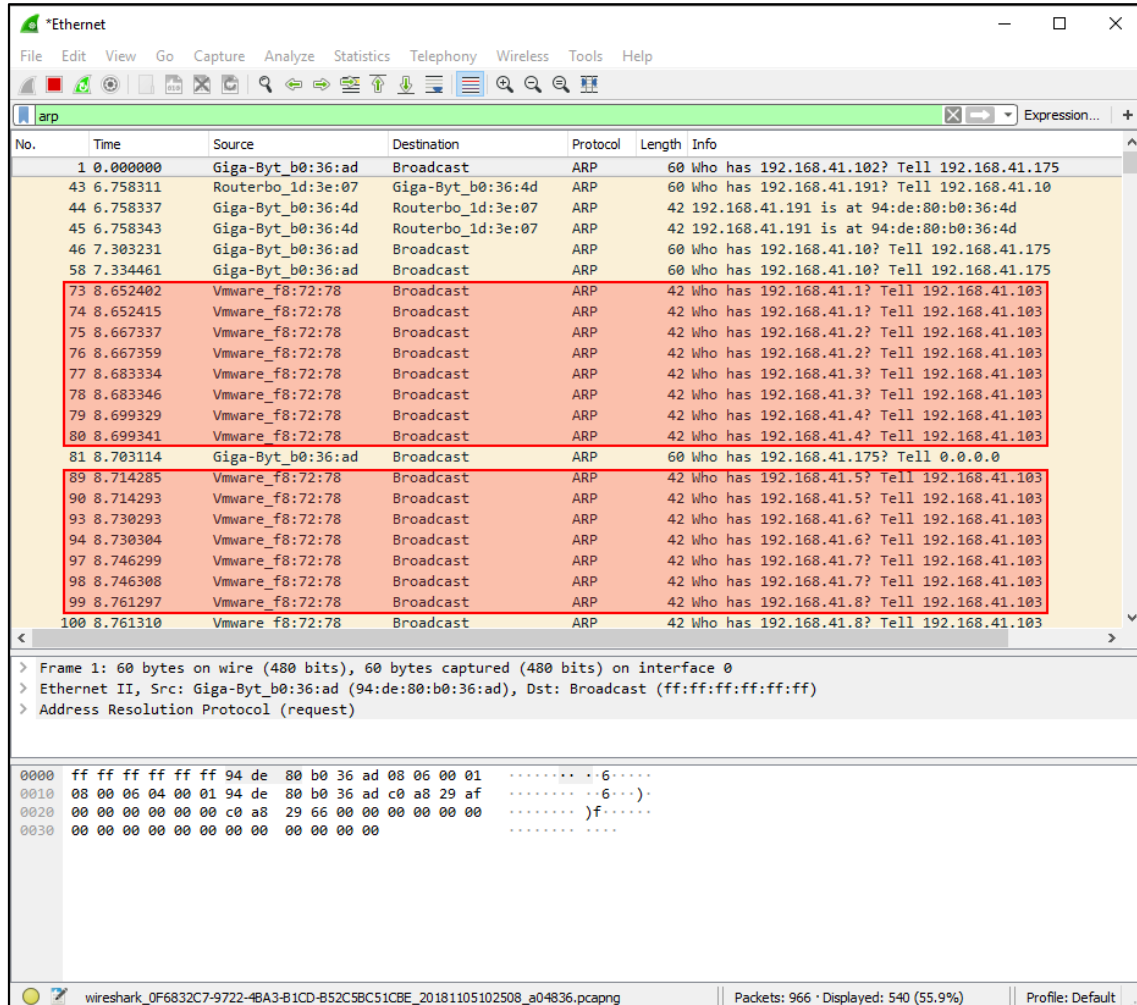 *Ethernet
File Edit View Go Capture Analyze Statistics Telephony Wireless Tools Help
arp Expression... +
No. Time Source Destination Protocol Length Info
1 0.000000 Giga-Byt_b0:36:ad Broadcast ARP 60 Who has 192.168.41.102? Tell 192.168.41.175
43 6.758311 Routerbo_1d:3e:07 Giga-Byt_b0:36:4d ARP 60 Who has 192.168.41.191? Tell 192.168.41.10
44 6.758337 Giga-Byt_b0:36:4d Routerbo_1d:3e:07 ARP 42 192.168.41.191 is at 94:de:80:b0:36:4d
45 6.758343 Giga-Byt_b0:36:4d Routerbo_1d:3e:07 ARP 42 192.168.41.191 is at 94:de:80:b0:36:4d
46 7.303231 Giga-Byt_b0:36:ad Broadcast ARP 60 Who has 192.168.41.10? Tell 192.168.41.175
58 7.334461 Giga-Byt_b0:36:ad Broadcast ARP 60 Who has 192.168.41.10? Tell 192.168.41.175
73 8.652402 Vmware_f8:72:78 Broadcast ARP 42 Who has 192.168.41.1? Tell 192.168.41.103
74 8.652415 Vmware_f8:72:78 Broadcast ARP 42 Who has 192.168.41.1? Tell 192.168.41.103
75 8.667337 Vmware_f8:72:78 Broadcast ARP 42 Who has 192.168.41.2? Tell 192.168.41.103
76 8.667359 Vmware_f8:72:78 Broadcast ARP 42 Who has 192.168.41.2? Tell 192.168.41.103
77 8.683334 Vmware_f8:72:78 Broadcast ARP 42 Who has 192.168.41.3? Tell 192.168.41.103
78 8.683346 Vmware_f8:72:78 Broadcast ARP 42 Who has 192.168.41.3? Tell 192.168.41.103
79 8.699329 Vmware_f8:72:78 Broadcast ARP 42 Who has 192.168.41.4? Tell 192.168.41.103
80 8.699341 Vmware_f8:72:78 Broadcast ARP 42 Who has 192.168.41.4? Tell 192.168.41.103
81 8.703114 Giga-Byt_b0:36:ad Broadcast ARP 60 Who has 192.168.41.175? Tell 0.0.0.0
89 8.714285 Vmware_f8:72:78 Broadcast ARP 42 Who has 192.168.41.5? Tell 192.168.41.103
90 8.714293 Vmware_f8:72:78 Broadcast ARP 42 Who has 192.168.41.5? Tell 192.168.41.103
93 8.730293 Vmware_f8:72:78 Broadcast ARP 42 Who has 192.168.41.6? Tell 192.168.41.103
94 8.730304 Vmware_f8:72:78 Broadcast ARP 42 Who has 192.168.41.6? Tell 192.168.41.103
97 8.746299 Vmware_f8:72:78 Broadcast ARP 42 Who has 192.168.41.7? Tell 192.168.41.103
98 8.746308 Vmware_f8:72:78 Broadcast ARP 42 Who has 192.168.41.7? Tell 192.168.41.103
99 8.761297 Vmware_f8:72:78 Broadcast ARP 42 Who has 192.168.41.8? Tell 192.168.41.103
100 8.761310 Vmware_f8:72:78 Broadcast ARP 42 Who has 192.168.41.8? Tell 192.168.41.103
> Frame 1: 60 bytes on wire (480 bits), 60 bytes captured (480 bits) on interface 0
> Ethernet II, Src: Giga-Byt_b0:36:ad (94:de:80:b0:36:ad), Dst: Broadcast (ff:ff:ff:ff:ff:ff)
> Address Resolution Protocol (request)
0000 ff ff ff ff ff ff 94 de 80 b0 36 ad 08 06 00 01 ········ ··6·····
0010 08 00 06 04 00 01 94 de 80 b0 36 ad c0 a8 29 af ········ ··6···)·
0020 00 00 00 00 00 00 c0 a8 29 66 00 00 00 00 00 00 ········ )f······
0030 00 00 00 00 00 00 00 00 00 00 00 00 ········ ····
wireshark_0F6832C7-9722-4BA3-B1CD-B52C5BC51CBE_20181105102508_a04836.pcapng Packets: 966 · Displayed: 540 (55.9%) Profile: Default